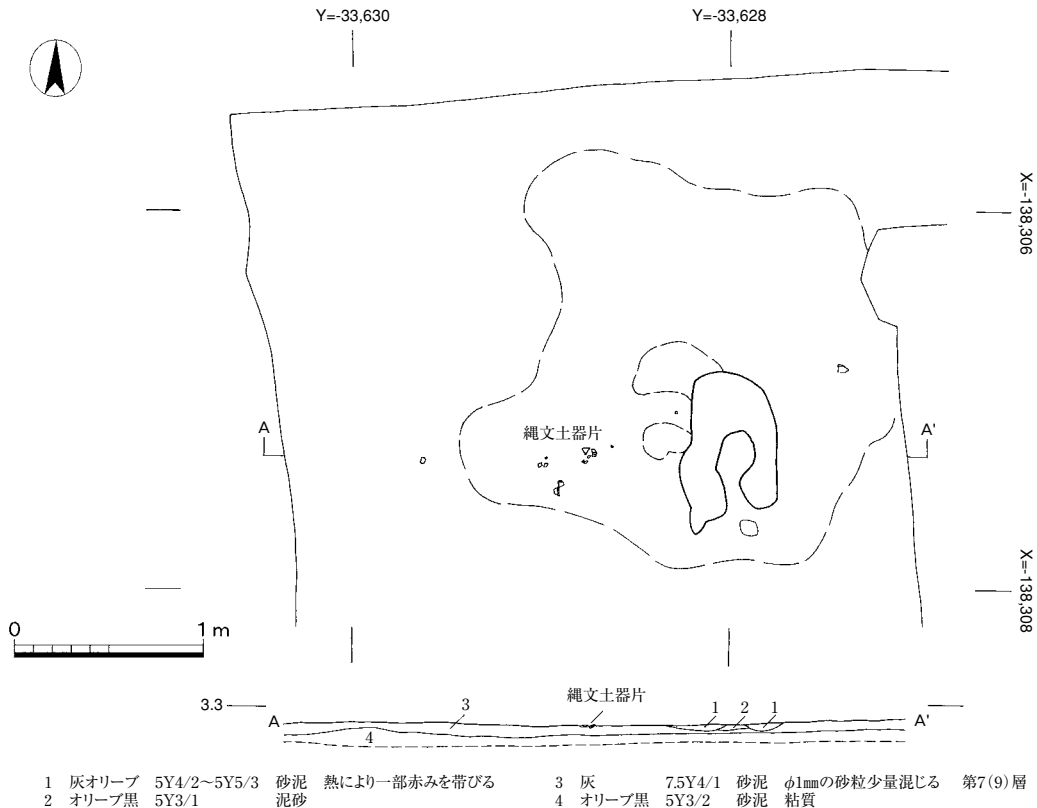 Y=-33,630
Y=-33,628
X=-138,306
縄文土器片
A
A'
X=-138,308
0
1 m
縄文土器片
3.3
A
3
1
2
1
A'
4
1 灰オリーブ 5Y4/2〜5Y5/3 砂泥 熱により一部赤みを帯びる
2 オリーブ黒 5Y3/1 泥砂
3 灰 7.5Y4/1 砂泥 φ1㎜の砂粒少量混じる 第7(9)層
4 オリーブ黒 5Y3/2 砂泥 粘質